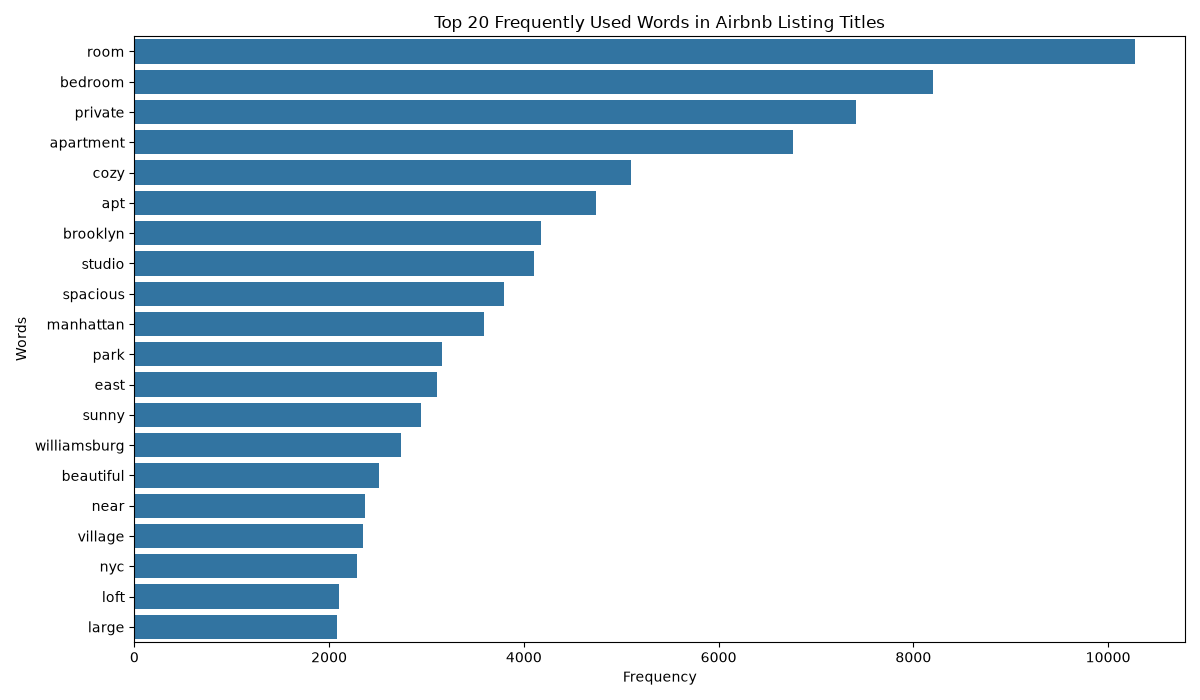 Top 20 Frequently Used Words in Airbnb Listing Titles
room
bedroom
private
apartment
cozy
apt
brooklyn
studio
spacious
manhattan
park
east
sunny
williamsburg
beautiful
near
village
nyc
loft
large
Words
0 2000 4000 6000 8000 10000
Frequency